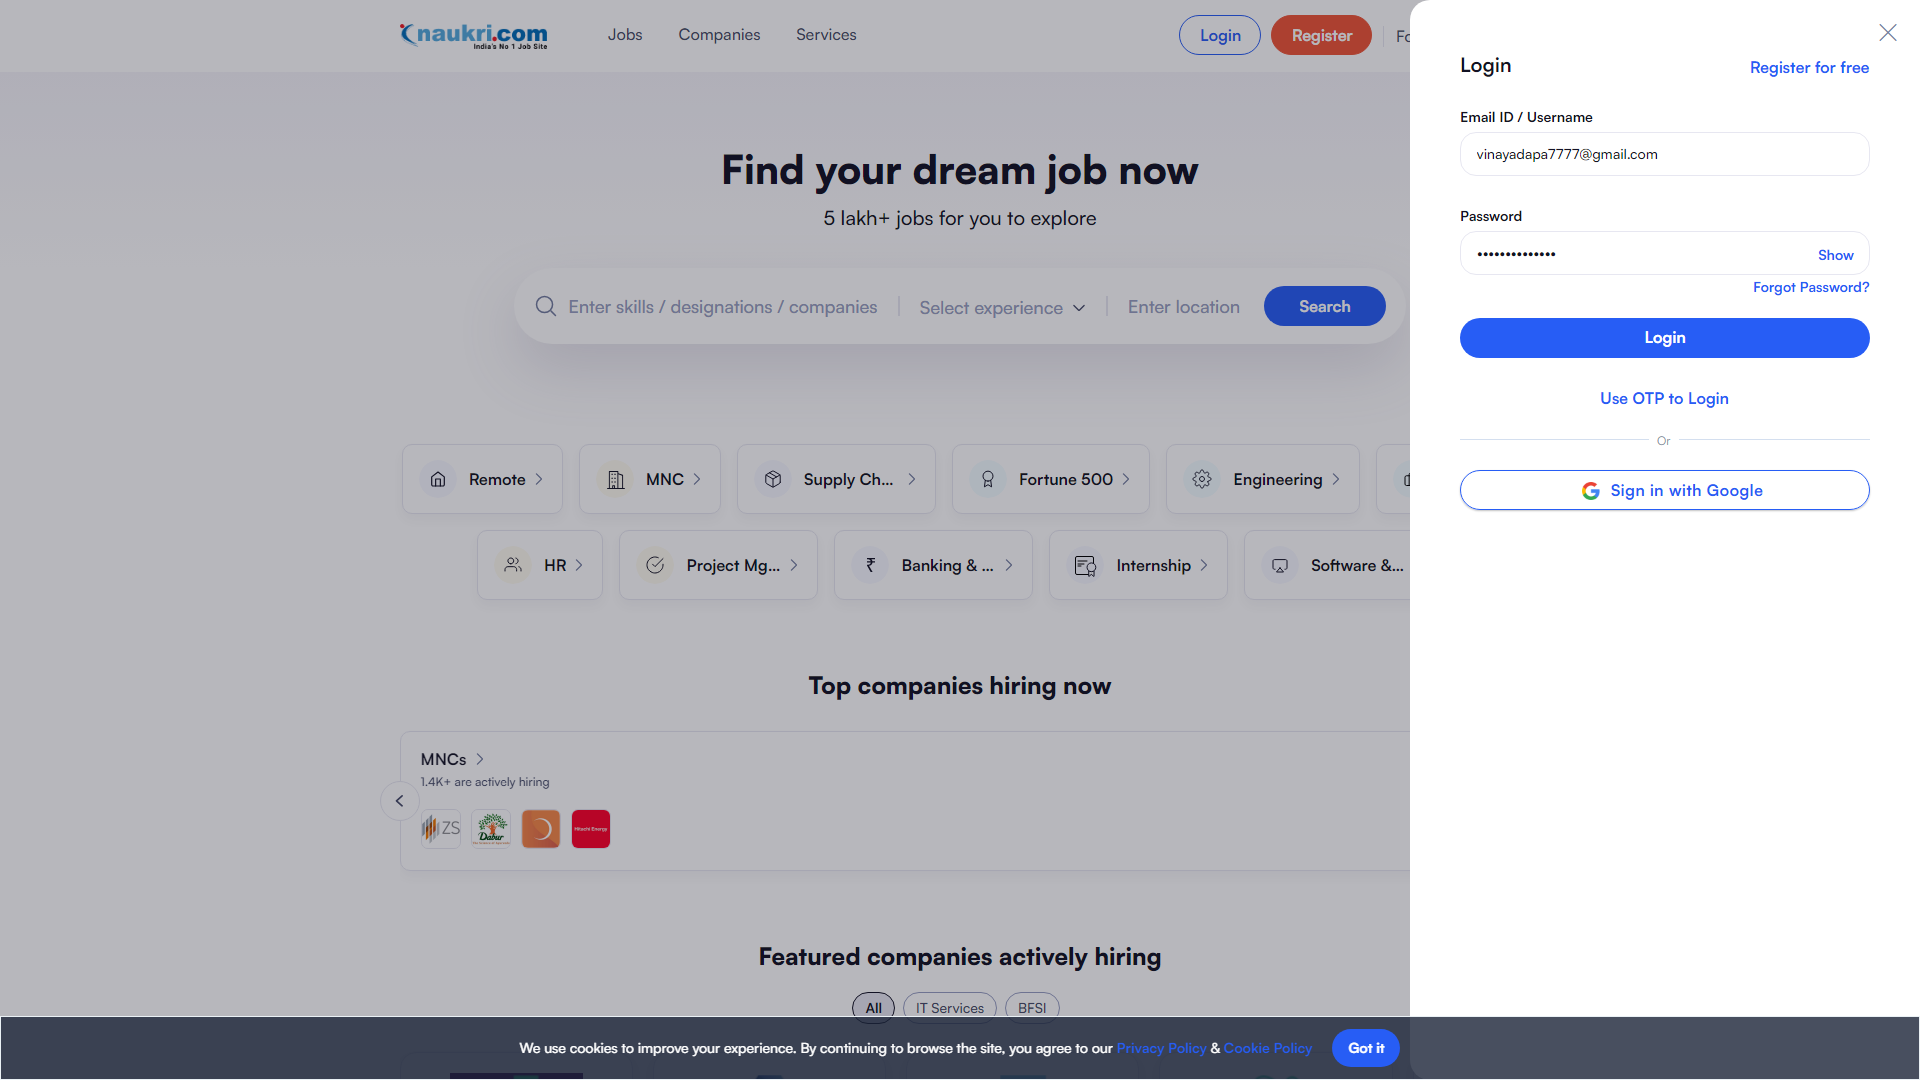 naukri.com
India's No 1 Job Site
Jobs
Companies
Services
Login
Register
Fo
Find your dream job now
5 lakh+ jobs for you to explore
Enter skills / designations / companies
Select experience
Enter location
Search
Remote
MNC
Supply Ch...
Fortune 500
Engineering
HR
Project Mg...
Banking & ...
₹
Internship
Software &...
Top companies hiring now
MNCs
1.4K+ are actively hiring
ZS
Dabur
Hitachi Energy
Featured companies actively hiring
All
IT Services
BFSI
We use cookies to improve your experience. By continuing to browse the site, you agree to our Privacy Policy & Cookie Policy
Got it
Login
Register for free
Email ID / Username
vinayadapa7777@gmail.com
Password
••••••••••••••
Show
Forgot Password?
Login
Use OTP to Login
Or
Sign in with Google